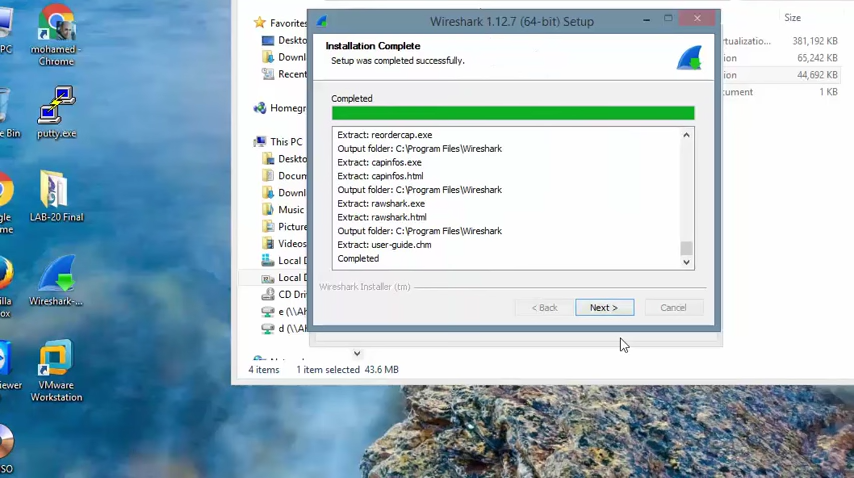 PC
mohamed -
Chrome
e Bin
putty.exe
gle
me
LAB-20 Final
illa
ox
Wireshark-...
iewer
VMware
Workstation
SO
Favorites
Deskto
Downl
Recent
Homegr
This PC
Deskto
Docum
Downl
Music
Picture
Videos
Local D
Local D
CD Driv
e (\\Ah
d (\\Ah
4 items 1 item selected 43.6 MB
Size
rtualizatio... 381,192 KB
ion 65,242 KB
ion 44,692 KB
cument 1 KB
Wireshark 1.12.7 (64-bit) Setup
Installation Complete
Setup was completed successfully.
Completed
Extract: reordercap.exe
Output folder: C:\Program Files\Wireshark
Extract: capinfos.exe
Extract: capinfos.html
Output folder: C:\Program Files\Wireshark
Extract: rawshark.exe
Extract: rawshark.html
Output folder: C:\Program Files\Wireshark
Extract: user-guide.chm
Completed
Wireshark Installer (tm)
< Back Next > Cancel